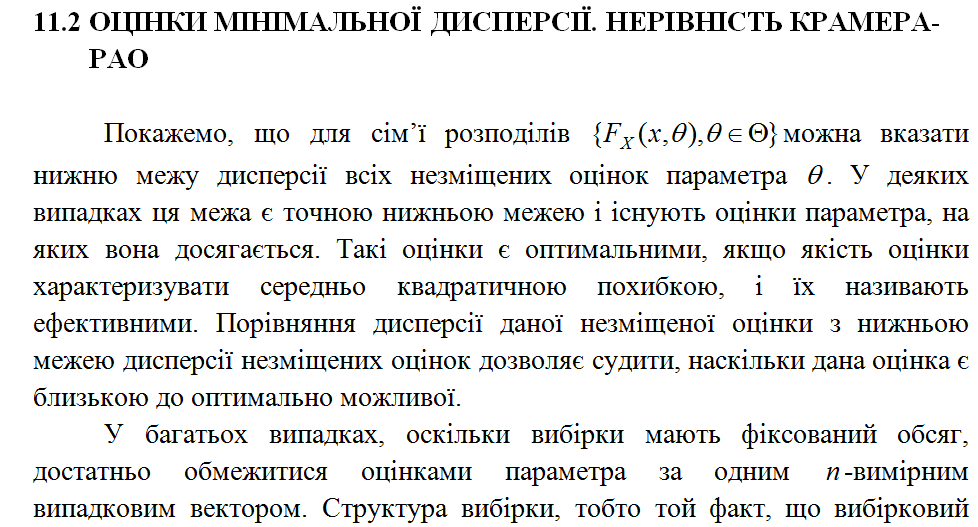 11.2 ОЦІНКИ МІНІМАЛЬНОЇ ДИСПЕРСІЇ. НЕРІВНІСТЬ КРАМЕРА-
РАО
Покажемо, що для сім’ї розподілів {F_X(x,θ),θ∈Θ} можна вказати
нижню межу дисперсії всіх незміщених оцінок параметра θ. У деяких
випадках ця межа є точною нижньою межею і існують оцінки параметра, на
яких вона досягається. Такі оцінки є оптимальними, якщо якість оцінки
характеризувати середньо квадратичною похибкою, і їх називають
ефективними. Порівняння дисперсії даної незміщеної оцінки з нижньою
межею дисперсії незміщених оцінок дозволяє судити, наскільки дана оцінка є
близькою до оптимально можливої.
У багатьох випадках, оскільки вибірки мають фіксований обсяг,
достатньо обмежитися оцінками параметра за одним n-вимірним
випадковим вектором. Структура вибірки, тобто той факт, що вибірковий